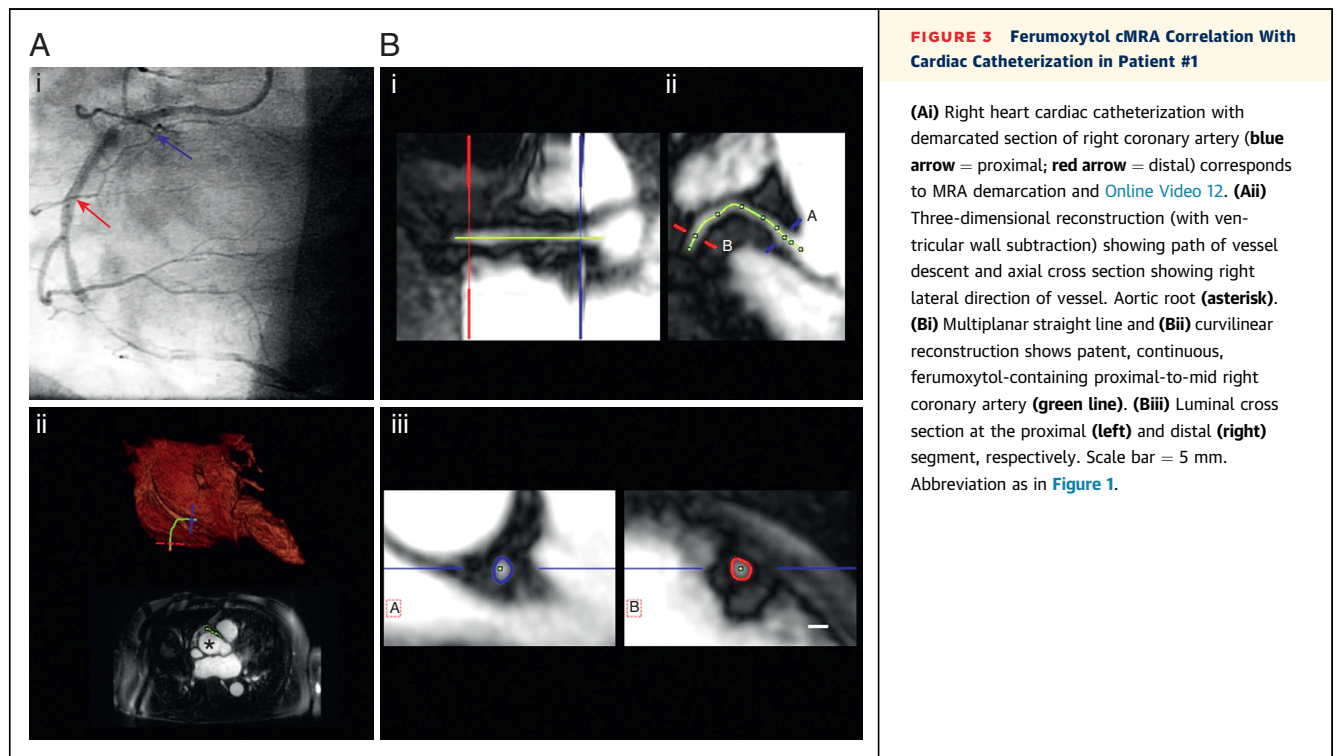 A
B
i
i
ii
A
B
ii
*
iii
A
B
FIGURE 3 Ferumoxytol cMRA Correlation With
Cardiac Catheterization in Patient #1
(Ai) Right heart cardiac catheterization with
demarcated section of right coronary artery (blue
arrow = proximal; red arrow = distal) corresponds
to MRA demarcation and Online Video 12. (Aii)
Three-dimensional reconstruction (with ven-
tricular wall subtraction) showing path of vessel
descent and axial cross section showing right
lateral direction of vessel. Aortic root (asterisk).
(Bi) Multiplanar straight line and (Bii) curvilinear
reconstruction shows patent, continuous,
ferumoxytol-containing proximal-to-mid right
coronary artery (green line). (Biii) Luminal cross
section at the proximal (left) and distal (right)
segment, respectively. Scale bar = 5 mm.
Abbreviation as in Figure 1.